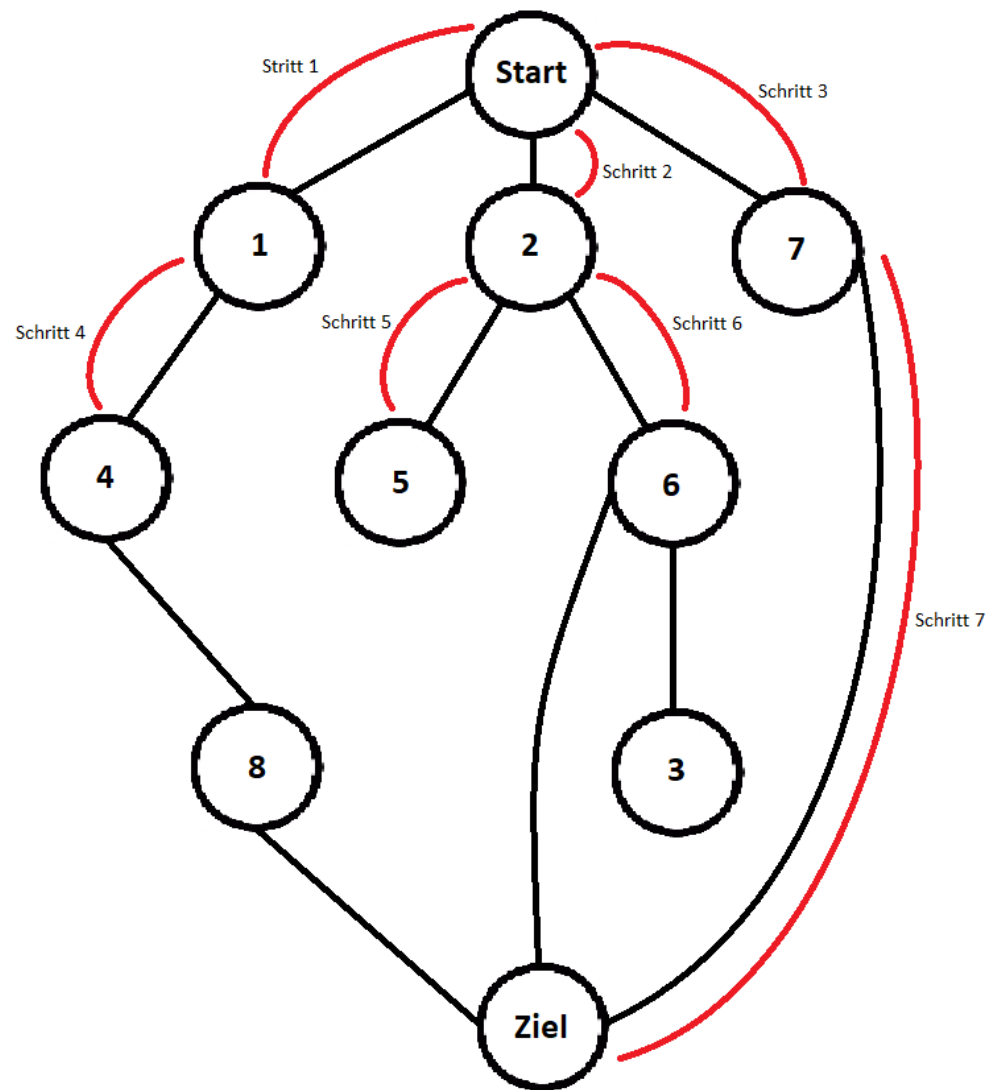 Start
Stritt 1
Schritt 3
Schritt 2
1
2
7
Schritt 4
Schritt 5
Schritt 6
4
5
6
Schritt 7
8
3
Ziel